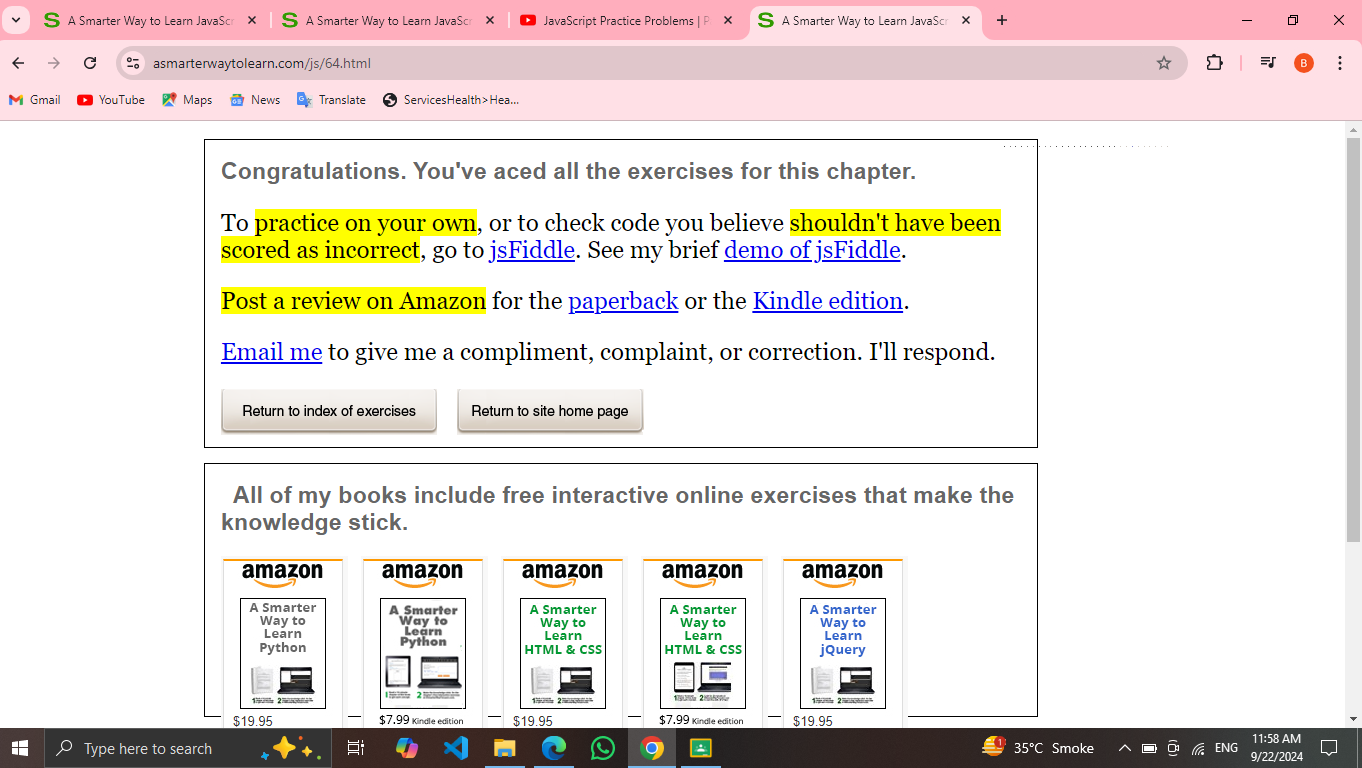 A Smarter Way to Learn JavaScr
A Smarter Way to Learn JavaScr
JavaScript Practice Problems | P
A Smarter Way to Learn JavaScr
asmarterwaytolearn.com/js/64.html
B
Gmail
YouTube
Maps
News
Translate
ServicesHealth>Hea...
Congratulations. You've aced all the exercises for this chapter.
To practice on your own, or to check code you believe shouldn't have been
scored as incorrect, go to jsFiddle. See my brief demo of jsFiddle.
Post a review on Amazon for the paperback or the Kindle edition.
Email me to give me a compliment, complaint, or correction. I'll respond.
Return to index of exercises
Return to site home page
All of my books include free interactive online exercises that make the
knowledge stick.
amazon
A Smarter
Way to
Learn
Python
$19.95
amazon
A Smarter
Way to
Learn
Python
$7.99 Kindle edition
amazon
A Smarter
Way to
Learn
HTML & CSS
$19.95
amazon
A Smarter
Way to
Learn
HTML & CSS
$7.99 Kindle edition
amazon
A Smarter
Way to
Learn
jQuery
$19.95
Type here to search
1
35°C Smoke
ENG
11:58 AM
9/22/2024